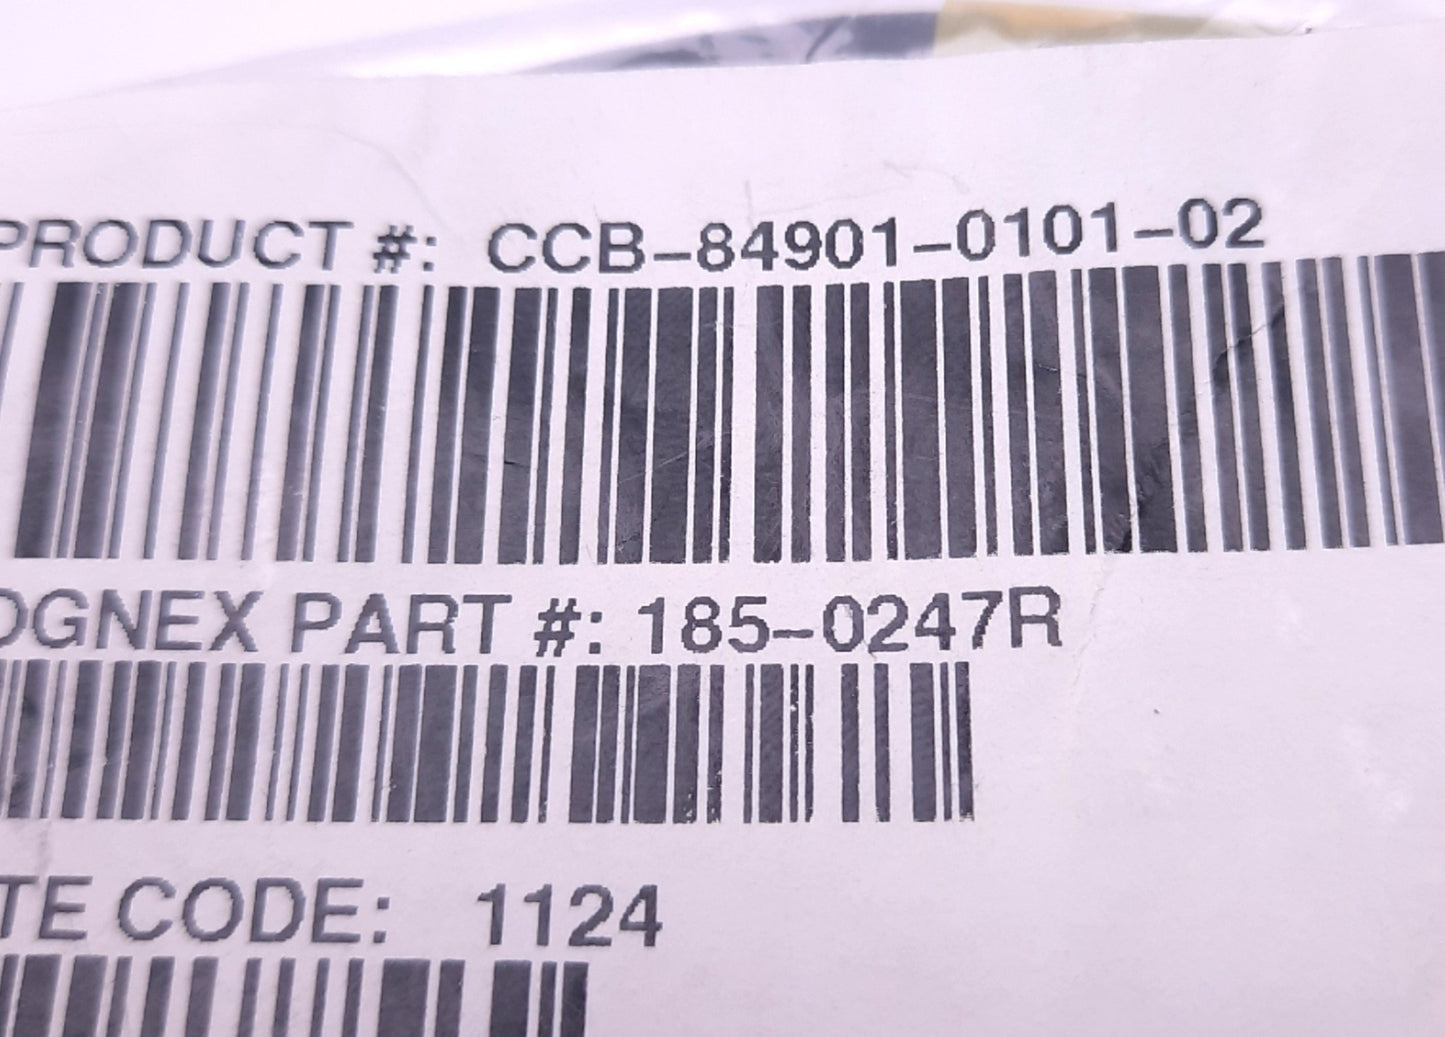 PRODUCT #: CCB-84901-0101-02
OGNEX PART #: 185-0247R
TE CODE: 1124